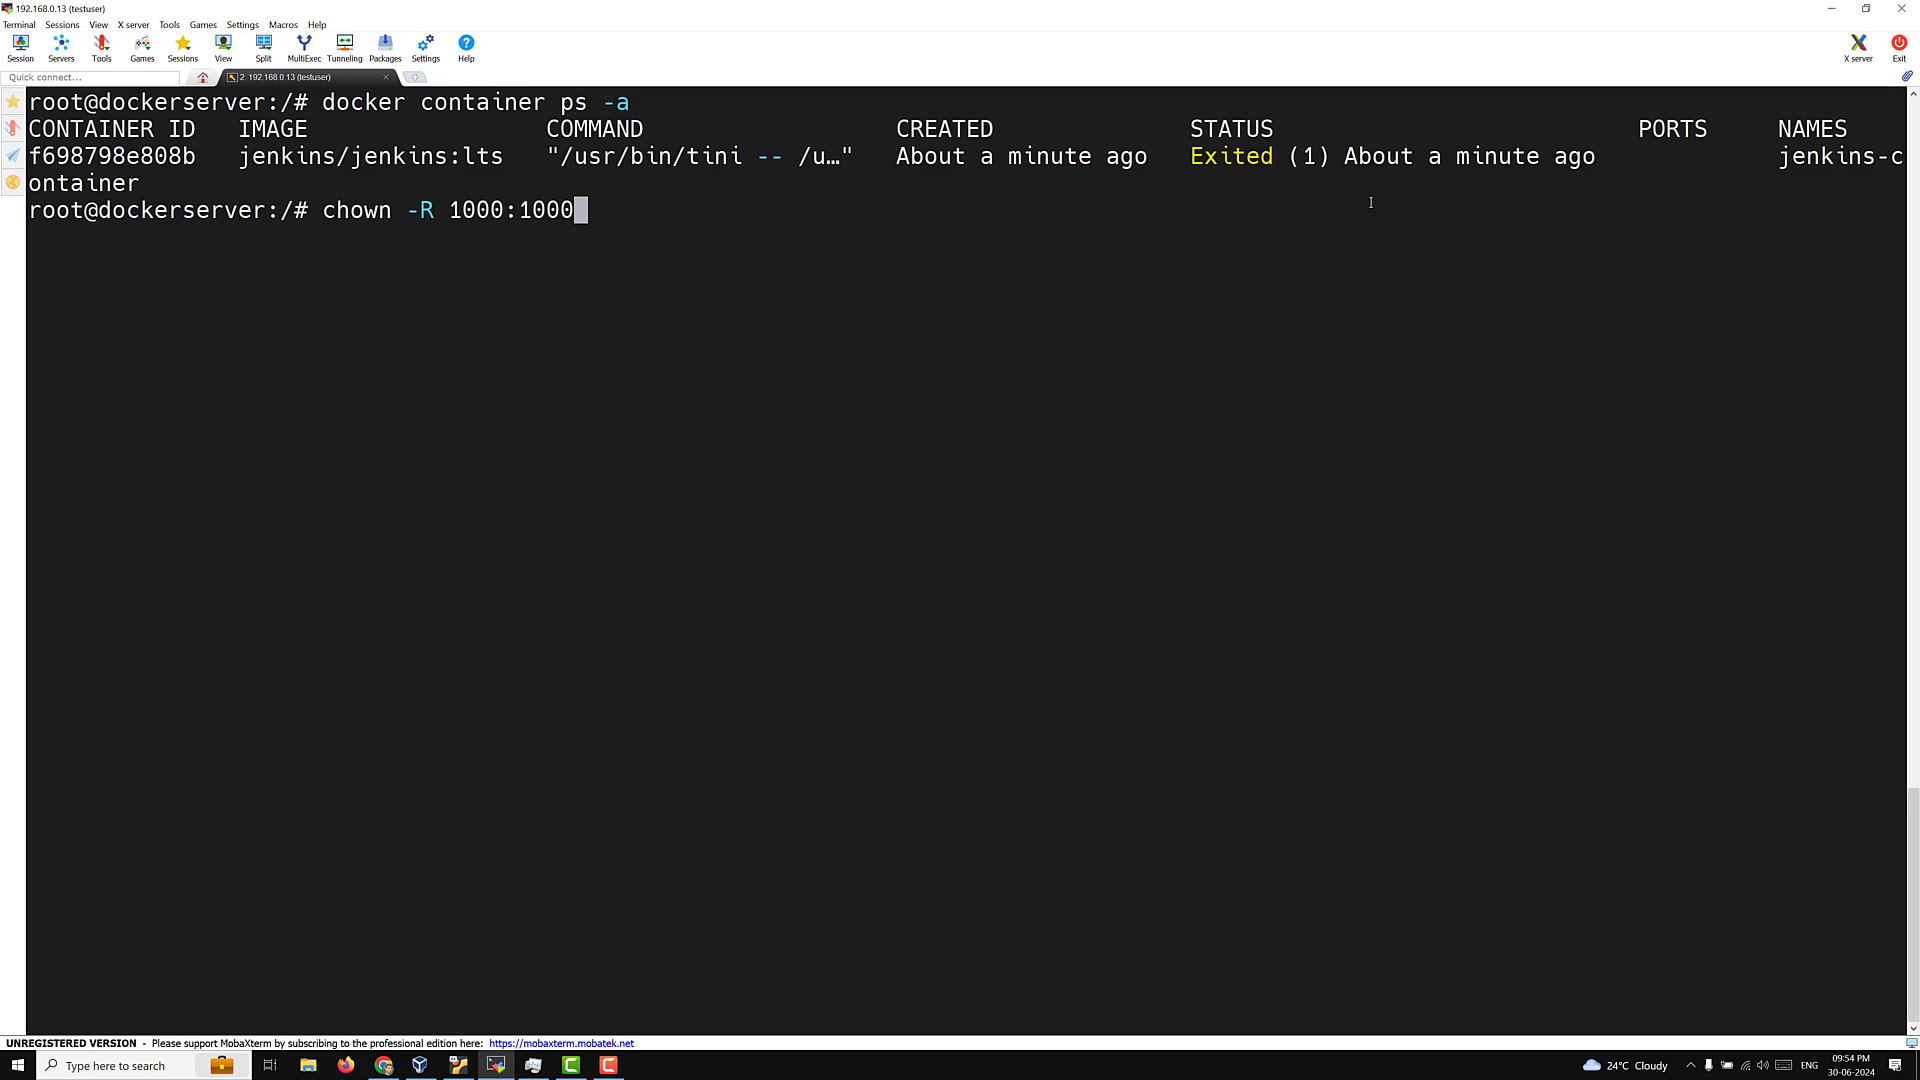 192.168.0.13 (testuser)
Terminal Sessions View X server Tools Games Settings Macros Help
Session Servers Tools Games Sessions View Split MultiExec Tunneling Packages Settings Help X server Exit
Quick connect... 2. 192.168.0.13 (testuser)
root@dockerserver:/# docker container ps -a
CONTAINER ID IMAGE COMMAND CREATED STATUS PORTS NAMES
f698798e808b jenkins/jenkins:lts "/usr/bin/tini -- /u…" About a minute ago Exited (1) About a minute ago jenkins-c
ontainer
root@dockerserver:/# chown -R 1000:1000
UNREGISTERED VERSION - Please support MobaXterm by subscribing to the professional edition here: https://mobaxterm.mobatek.net
Type here to search 24°C Cloudy ENG 09:54 PM
30-06-2024